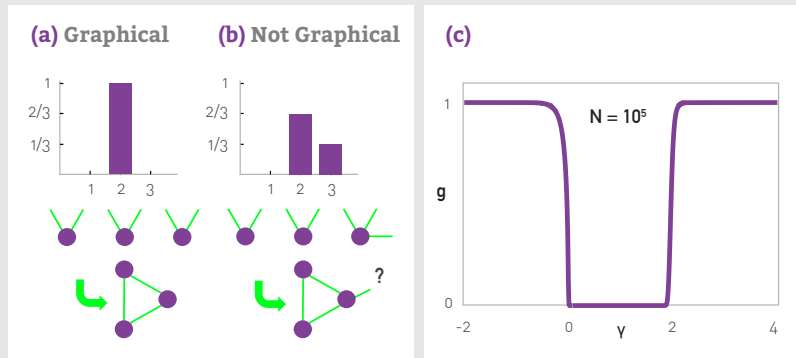 (a) Graphical
1
2/3
1/3
1 2 3
(b) Not Graphical
1
2/3
1/3
1 2 3
?
(c)
1
N = 10⁵
g
0
-2 0 2 4
γ